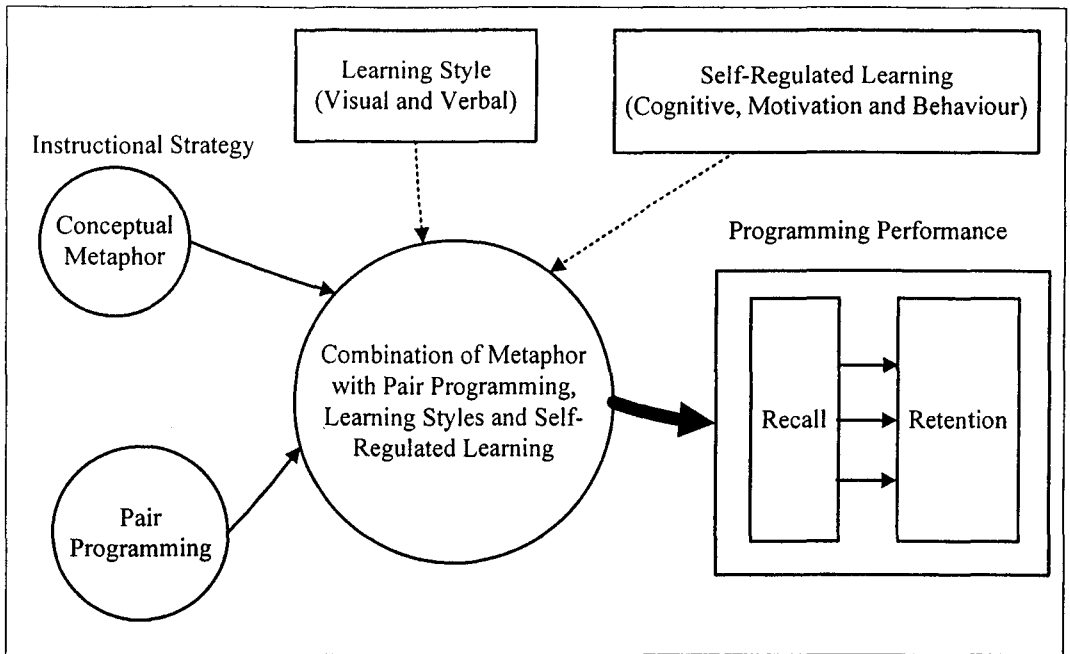 Learning Style
(Visual and Verbal)
Self-Regulated Learning
(Cognitive, Motivation and Behaviour)
Instructional Strategy
Conceptual
Metaphor
Programming Performance
Combination of Metaphor
with Pair Programming,
Learning Styles and Self-
Regulated Learning
Recall
Retention
Pair
Programming